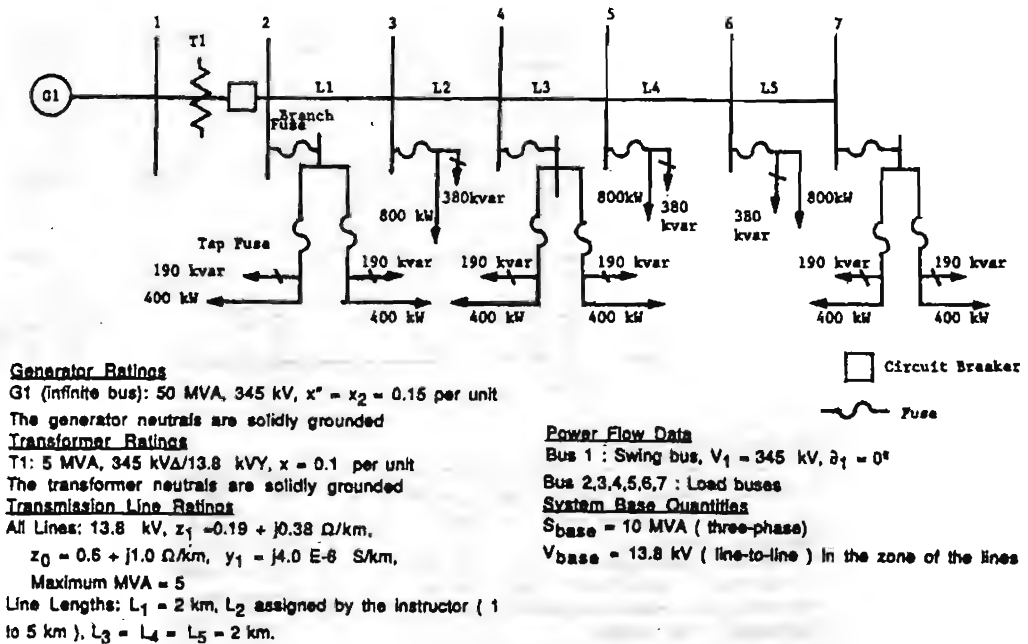 1
2
3
4
5
6
7
T1
G1
L1
L2
L3
L4
L5
Branch
Fuse
380kvar
800 kW
800kW
380
kvar
380
kvar
800kW
Tap Fuse
190 kvar
190 kvar
190 kvar
190 kvar
190 kvar
190 kvar
400 kW
400 kW
400 kW
400 kW
400 kW
400 kW
Circuit Breaker
Fuse
Generator Ratings
G1 (infinite bus): 50 MVA, 345 kV, x" = x2 = 0.15 per unit
The generator neutrals are solidly grounded
Transformer Ratings
T1: 5 MVA, 345 kVΔ/13.8 kVY, x = 0.1 per unit
The transformer neutrals are solidly grounded
Transmission Line Ratings
All Lines: 13.8 kV, z1 =0.19 + j0.38 Ω/km,
z0 = 0.6 + j1.0 Ω/km, y1 = j4.0 E-6 S/km,
Maximum MVA = 5
Line Lengths: L1 = 2 km, L2 assigned by the instructor ( 1
to 5 km ), L3 = L4 = L5 = 2 km.
Power Flow Data
Bus 1 : Swing bus, V1 = 345 kV, ∂1 = 0°
Bus 2,3,4,5,6,7 : Load buses
System Base Quantities
Sbase = 10 MVA ( three-phase)
Vbase = 13.8 kV ( line-to-line ) in the zone of the lines